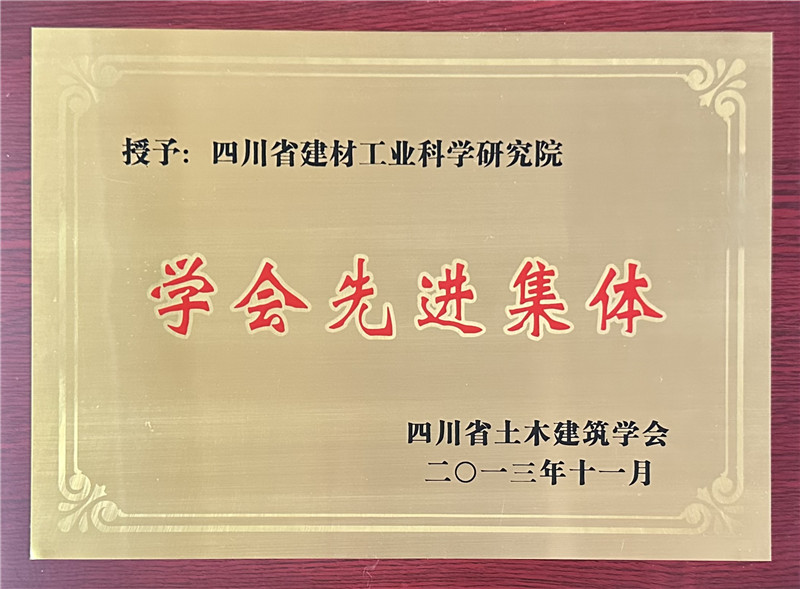 授予：四川省建材工业科学研究院
学会先进集体
四川省土木建筑学会
二〇一三年十一月